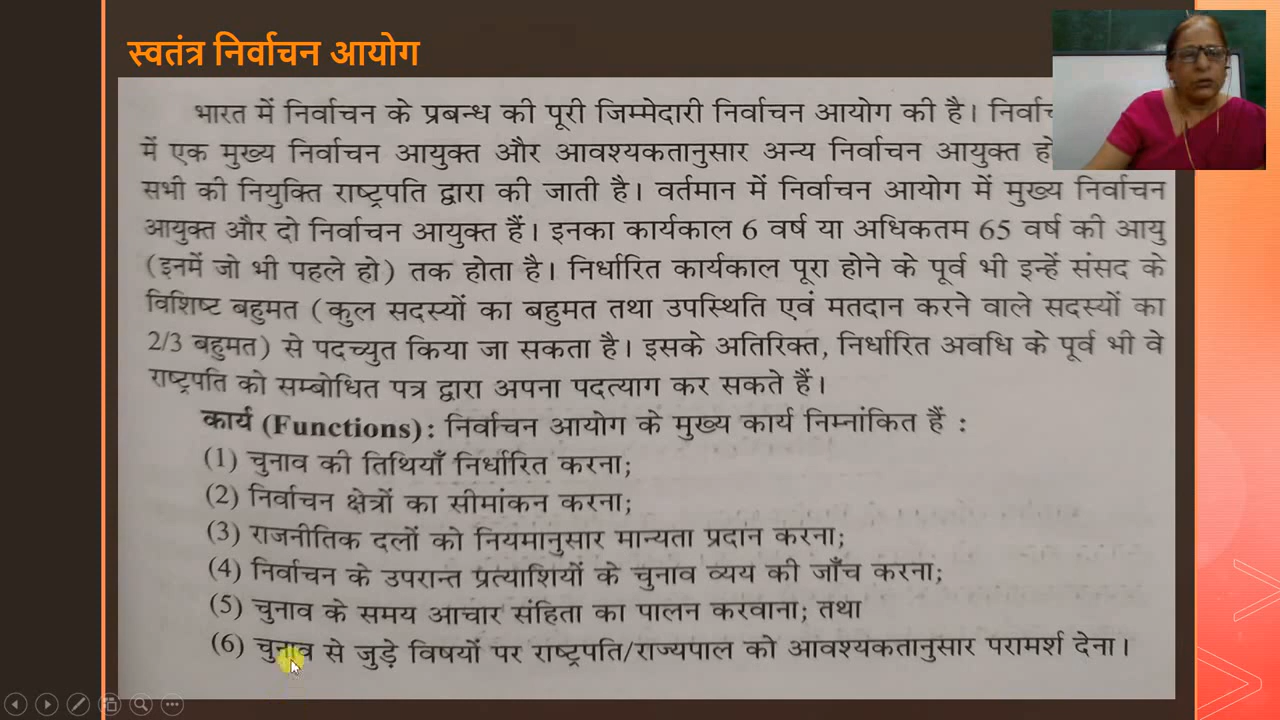 स्वतंत्र निर्वाचन आयोग
भारत में निर्वाचन के प्रबन्ध की पूरी जिम्मेदारी निर्वाचन आयोग की है।
में एक मुख्य निर्वाचन आयुक्त और आवश्यकतानुसार अन्य निर्वाचन आयुक्त
सभी की नियुक्ति राष्ट्रपति द्वारा की जाती है। वर्तमान में निर्वाचन आयोग में मुख्य निर्वाचन
आयुक्त और दो निर्वाचन आयुक्त हैं। इनका कार्यकाल 6 वर्ष या अधिकतम 65 वर्ष की आयु
(इनमें जो भी पहले हो) तक होता है। निर्धारित कार्यकाल पूरा होने के पूर्व भी इन्हें संसद के
विशिष्ट बहुमत (कुल सदस्यों का बहुमत तथा उपस्थिति एवं मतदान करने वाले सदस्यों का
2/3 बहुमत) से पदच्युत किया जा सकता है। इसके अतिरिक्त, निर्धारित अवधि के पूर्व भी वे
राष्ट्रपति को सम्बोधित पत्र द्वारा अपना पदत्याग कर सकते हैं।
कार्य (Functions) : निर्वाचन आयोग के मुख्य कार्य निम्नांकित हैं :
(1) चुनाव की तिथियाँ निर्धारित करना;
(2) निर्वाचन क्षेत्रों का सीमांकन करना;
(3) राजनीतिक दलों को नियमानुसार मान्यता प्रदान करना;
(4) निर्वाचन के उपरान्त प्रत्याशियों के चुनाव व्यय की जाँच करना;
(5) चुनाव के समय आचार संहिता का पालन करवाना; तथा
(6) चुनाव से जुड़े विषयों पर राष्ट्रपति/राज्यपाल को आवश्यकतानुसार परामर्श देना।